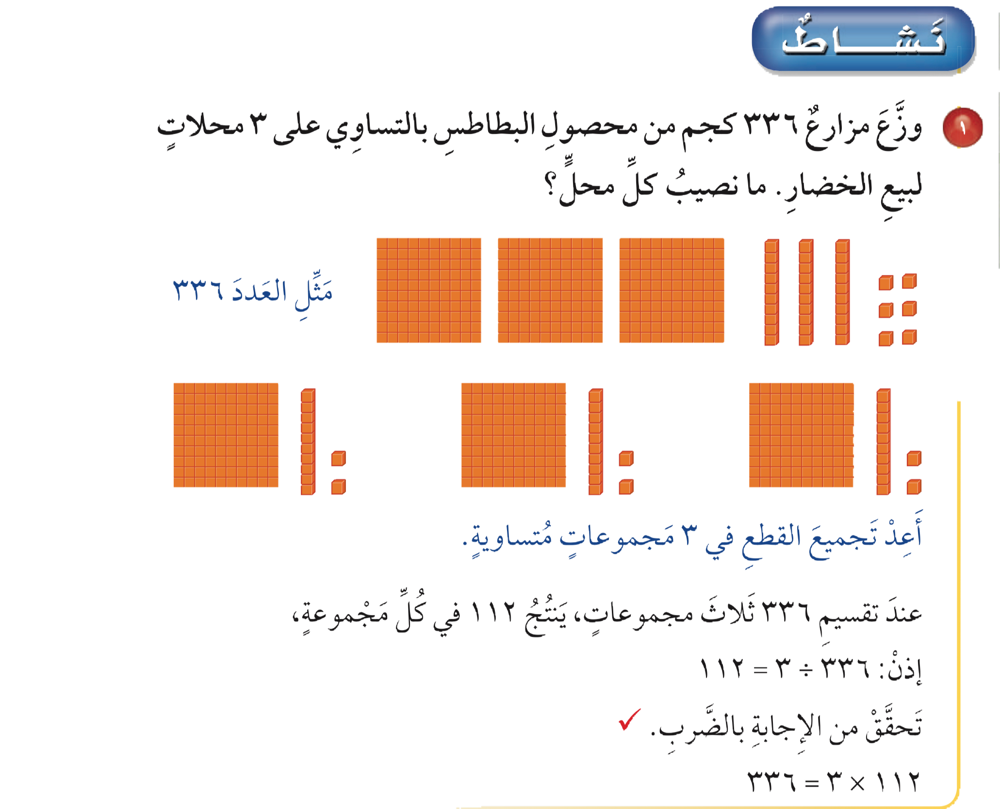 نَشاطٌ
١ وزَّعَ مزارعٌ ٣٣٦ كجم من محصولِ البطاطسِ بالتساوِي على ٣ محلاتٍ
لبيعِ الخضارِ. ما نصيبُ كلِّ محلٍّ؟
مَثِّلِ العَددَ ٣٣٦
أَعِدْ تَجميعَ القطعِ في ٣ مَجموعاتٍ مُتساويةٍ.
عندَ تقسيمِ ٣٣٦ ثَلاثَ مجموعاتٍ، يَنتُجُ ١١٢ في كُلِّ مَجْموعةٍ،
إذنْ: ٣٣٦ ÷ ٣ = ١١٢
تَحقَّقْ من الإِجابةِ بالضَّربِ. ✓
١١٢ × ٣ = ٣٣٦